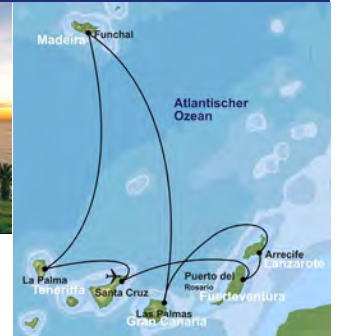 Madeira
Funchal
Atlantischer
Ozean
Arrecife
Lanzarote
La Palma
Teneriffa
Santa Cruz
Puerto del
Rosario
Fuerteventura
Las Palmas
Gran Canaria